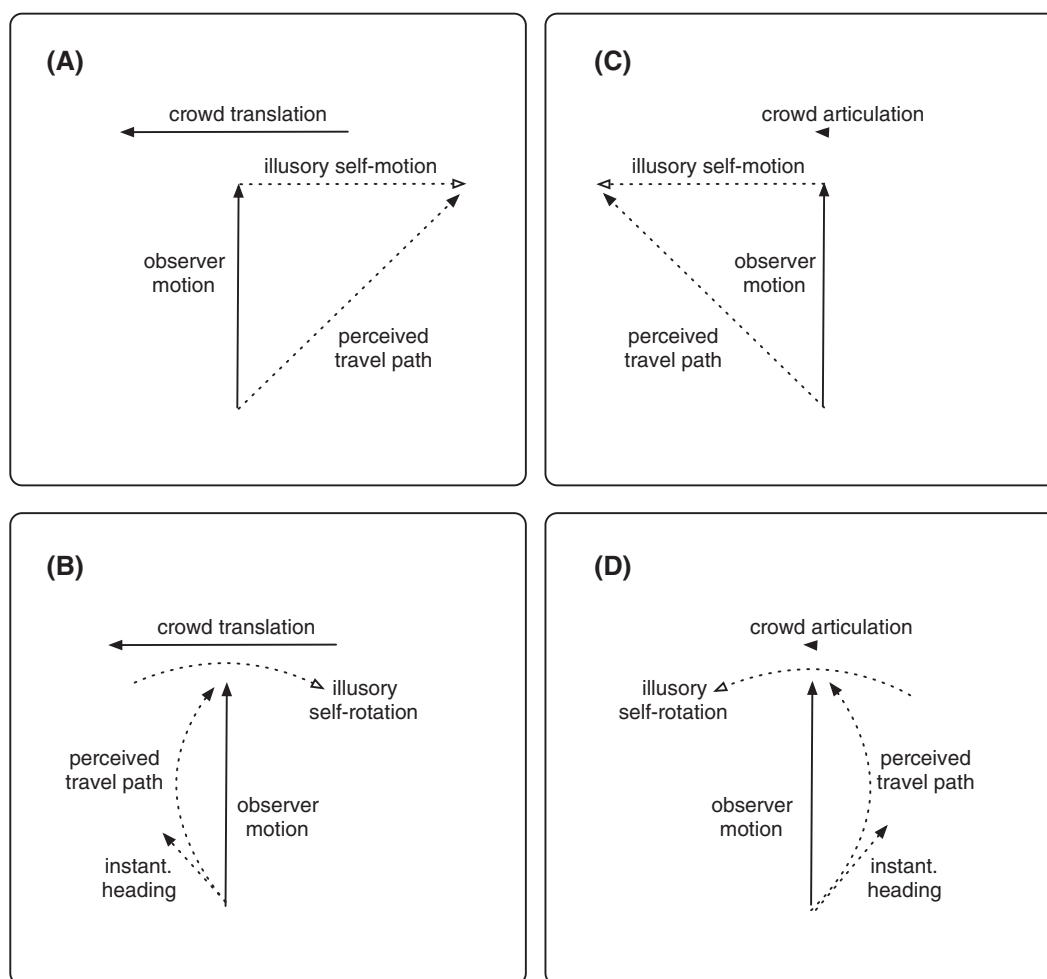 (A)
crowd translation
illusory self-motion
observer
motion
perceived
travel path
(C)
crowd articulation
illusory self-motion
observer
motion
perceived
travel path
(B)
crowd translation
illusory
self-rotation
perceived
travel path
observer
motion
instant.
heading
(D)
crowd articulation
illusory
self-rotation
perceived
travel path
observer
motion
instant.
heading